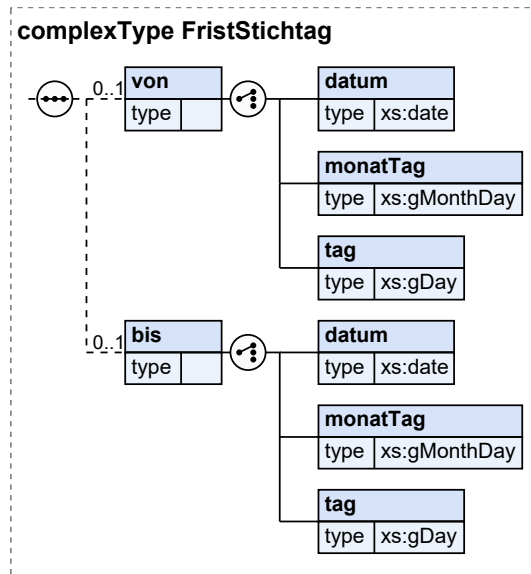 complexType FristStichtag
0..1
von
type
datum
type xs:date
monatTag
type xs:gMonthDay
tag
type xs:gDay
0..1
bis
type
datum
type xs:date
monatTag
type xs:gMonthDay
tag
type xs:gDay